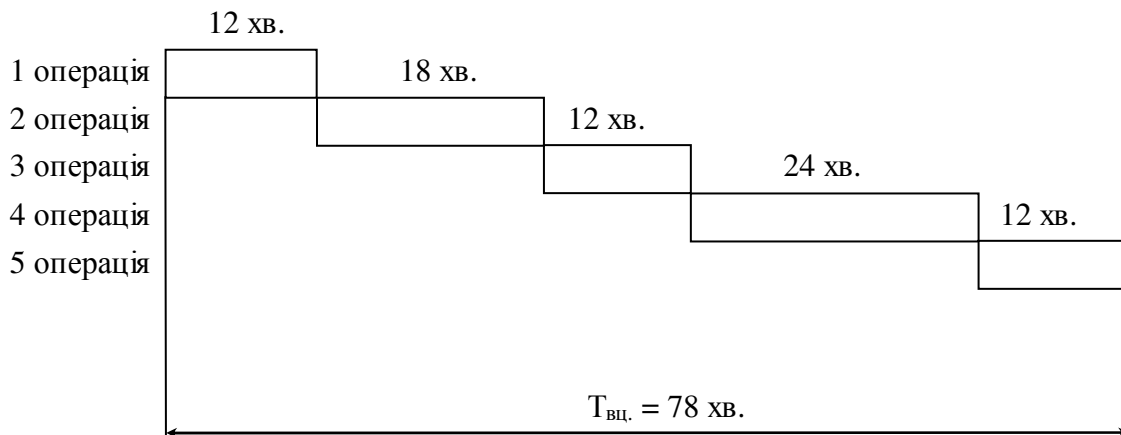 12 хв.
1 операція
18 хв.
2 операція
12 хв.
3 операція
24 хв.
4 операція
12 хв.
5 операція
Твц. = 78 хв.